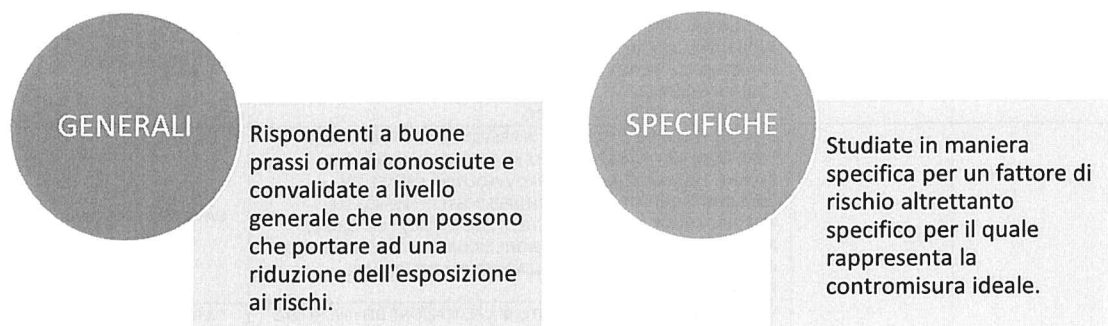 GENERALI
Rispondenti a buone
prassi ormai conosciute e
convalidate a livello
generale che non possono
che portare ad una
riduzione dell'esposizione
ai rischi.
SPECIFICHE
Studiate in maniera
specifica per un fattore di
rischio altrettanto
specifico per il quale
rappresenta la
contromisura ideale.